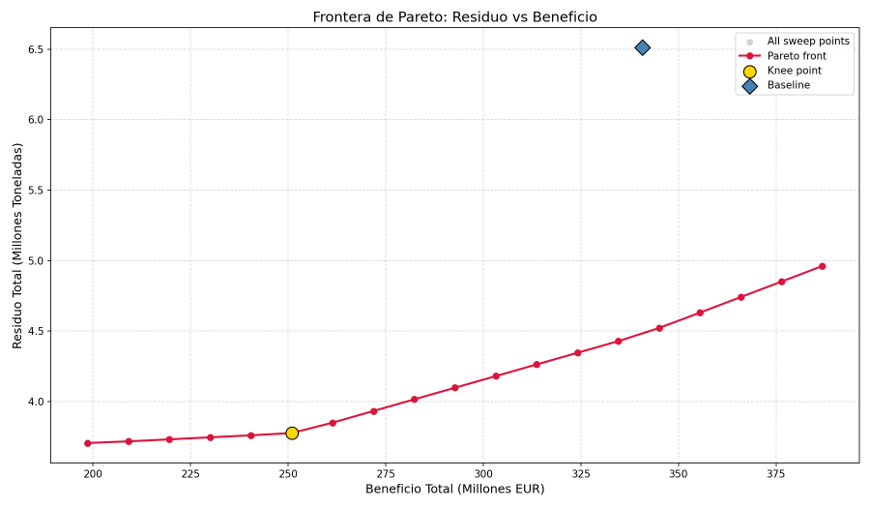 Frontera de Pareto: Residuo vs Beneficio
All sweep points
Pareto front
Knee point
Baseline
Residuo Total (Millones Toneladas)
6.5
6.0
5.5
5.0
4.5
4.0
200 225 250 275 300 325 350 375
Beneficio Total (Millones EUR)